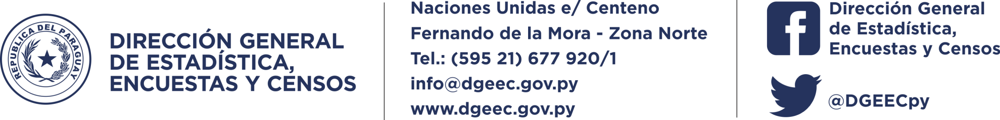 REPUBLICA DEL PARAGUAY
DIRECCIÓN GENERAL
DE ESTADÍSTICA,
ENCUESTAS Y CENSOS
Naciones Unidas e/ Centeno
Fernando de la Mora - Zona Norte
Tel.: (595 21) 677 920/1
info@dgeec.gov.py
www.dgeec.gov.py
Dirección General
de Estadística,
Encuestas y Censos
@DGEECpy